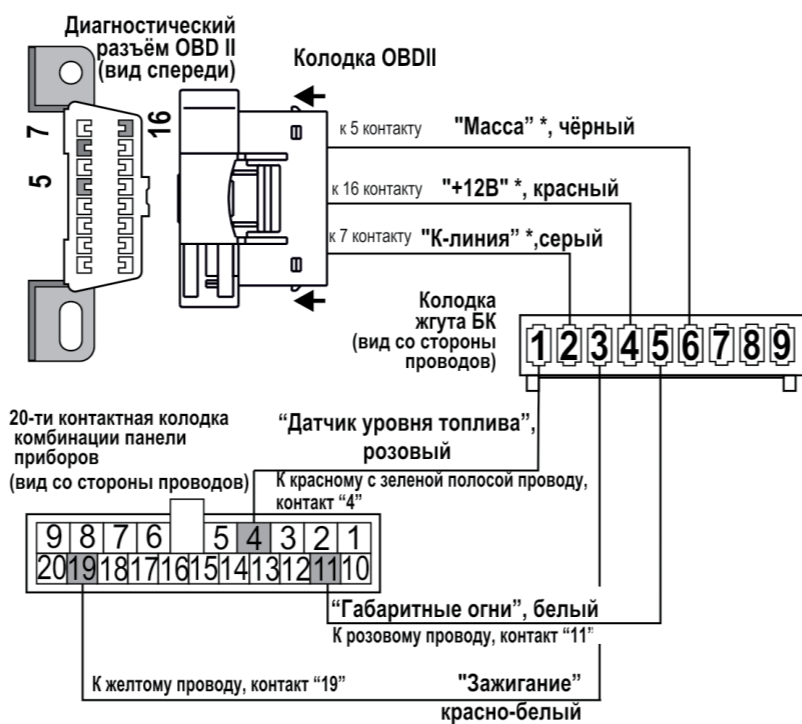 Диагностический
разъём OBD II
(вид спереди)
Колодка OBDII
7
16
5
к 5 контакту "Масса” *, чёрный
к 16 контакту "+12В" *, красный
к 7 контакту "К-линия” *,серый
Колодка
жгута БК
(вид со стороны
проводов)
1 2 3 4 5 6 7 8 9
20-ти контактная колодка
комбинации панели
приборов
(вид со стороны проводов)
“Датчик уровня топлива”,
розовый
К красному с зеленой полосой проводу,
контакт “4”
9 8 7 6 5 4 3 2 1
20 19 18 17 16 15 14 13 12 11 10
“Габаритные огни”, белый
К розовому проводу, контакт “11”
К желтому проводу, контакт “19”
"Зажигание”
красно-белый